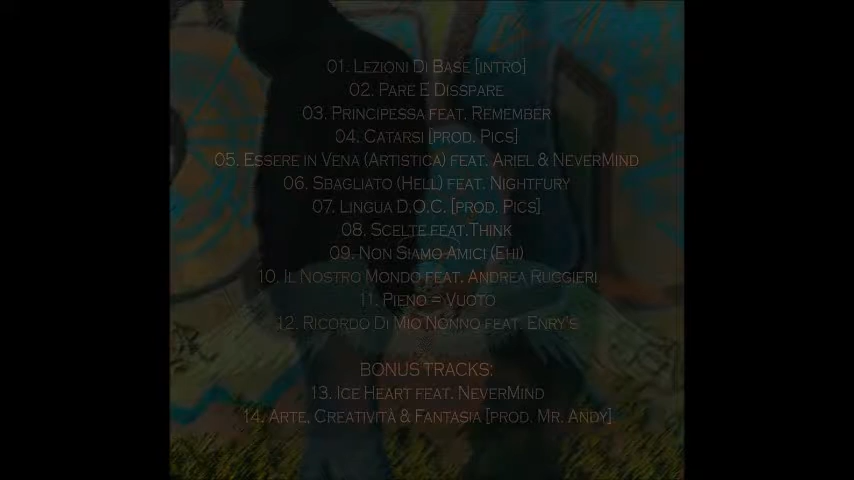 01. Lezioni Di Base [intro]
02. Pare E Disspare
03. Principessa feat. Remember
04. Catarsi [prod. Pics]
05. Essere in Vena (Artistica) feat. Ariel & NeverMind
06. Sbagliato (Hell) feat. Nightfury
07. Lingua D.O.C. [prod. Pics]
08. Scelte feat.Think
09. Non Siamo Amici (Ehi)
10. Il Nostro Mondo feat. Andrea Ruggieri
11. Pieno = Vuoto
12. Ricordo Di Mio Nonno feat. Enry's
BONUS TRACKS:
13. Ice Heart feat. NeverMind
14. Arte, Creatività & Fantasia [prod. Mr. Andy]